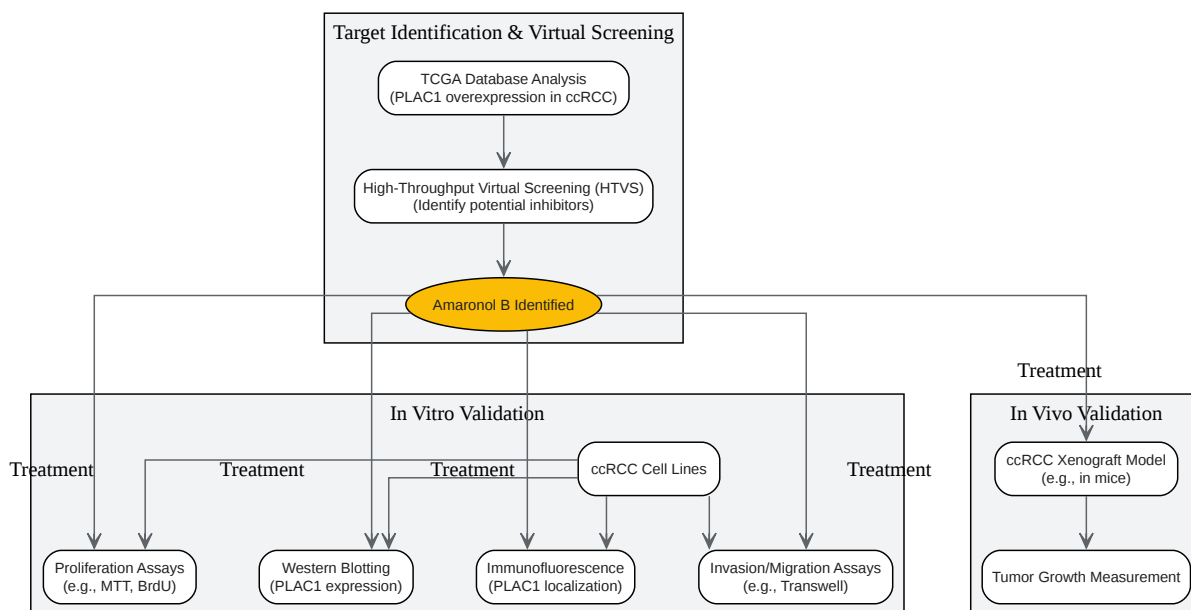 Target Identification & Virtual Screening
TCGA Database Analysis
(PLAC1 overexpression in ccRCC)
High-Throughput Virtual Screening (HTVS)
(Identify potential inhibitors)
Amaronol B Identified
Treatment
In Vitro Validation
In Vivo Validation
ccRCC Cell Lines
Treatment
Treatment
Treatment
Treatment
ccRCC Xenograft Model
(e.g., in mice)
Proliferation Assays
(e.g., MTT, BrdU)
Western Blotting
(PLAC1 expression)
Immunofluorescence
(PLAC1 localization)
Invasion/Migration Assays
(e.g., Transwell)
Tumor Growth Measurement